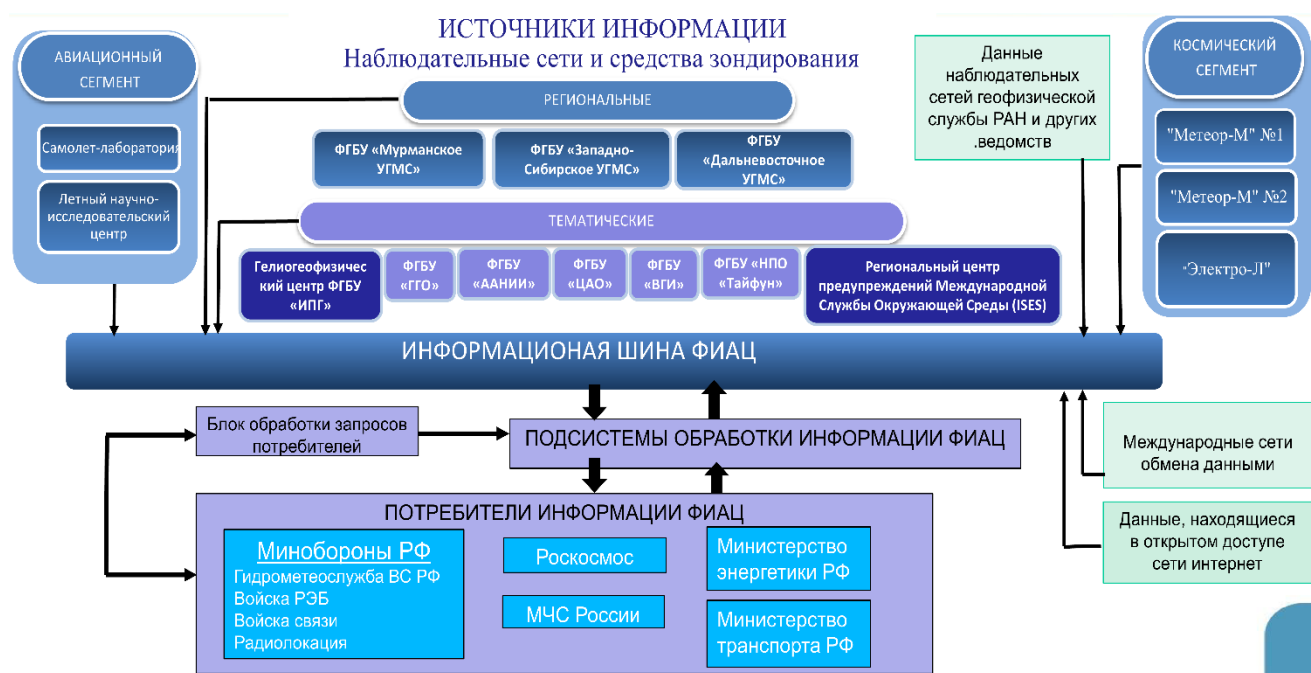 ИСТОЧНИКИ ИНФОРМАЦИИ
Наблюдательные сети и средства зондирования
АВИАЦИОННЫЙ
СЕГМЕНТ
Самолет-лаборатория
Летный научно-
исследовательский
центр
РЕГИОНАЛЬНЫЕ
ФГБУ «Мурманское
УГМС»
ФГБУ «Западно-
Сибирское УГМС»
ФГБУ
«Дальневосточное
УГМС»
ТЕМАТИЧЕСКИЕ
Гелиогеофизичес
кий центр ФГБУ
«ИПГ»
ФГБУ
«ГГО»
ФГБУ
«ААНИИ»
ФГБУ
«ЦАО»
ФГБУ
«ВГИ»
ФГБУ «НПО
«Тайфун»
Региональный центр
предупреждений Международной
Службы Окружающей Среды (ISES)
Данные
наблюдательных
сетей геофизической
службы РАН и других
.ведомств
КОСМИЧЕСКИЙ
СЕГМЕНТ
"Метеор-М" №1
"Метеор-М" №2
"Электро-Л"
ИНФОРМАЦИОНАЯ ШИНА ФИАЦ
Блок обработки запросов
потребителей
ПОДСИСТЕМЫ ОБРАБОТКИ ИНФОРМАЦИИ ФИАЦ
Международные сети
обмена данными
Данные, находящиеся
в открытом доступе
сети интернет
ПОТРЕБИТЕЛИ ИНФОРМАЦИИ ФИАЦ
Минобороны РФ
Гидрометеослужба ВС РФ
Войска РЭБ
Войска связи
Радиолокация
Роскосмос
МЧС России
Министерство
энергетики РФ
Министерство
транспорта РФ